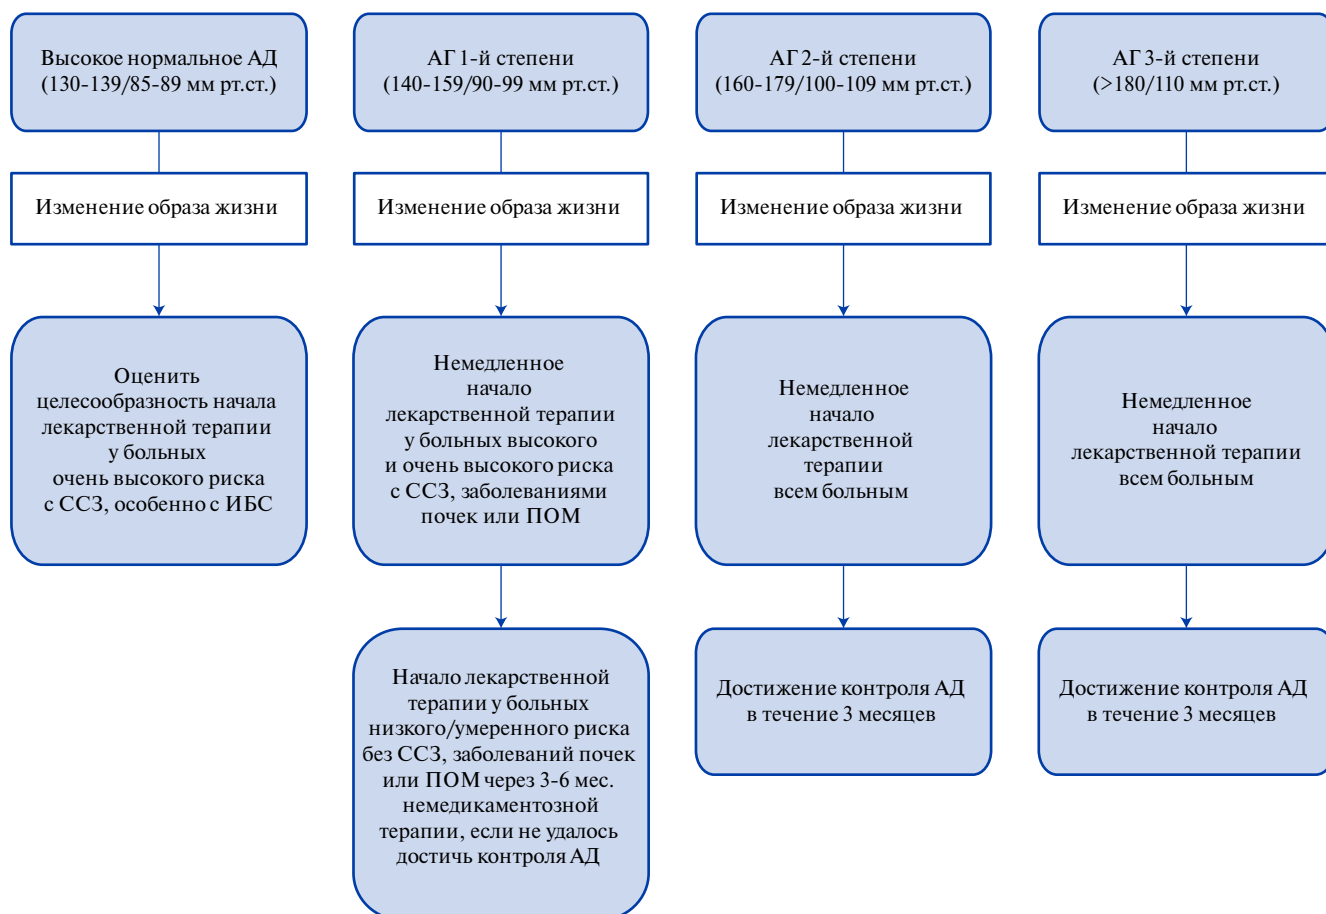 Высокое нормальное АД
(130-139/85-89 мм рт.ст.)
АГ 1-й степени
(140-159/90-99 мм рт.ст.)
АГ 2-й степени
(160-179/100-109 мм рт.ст.)
АГ 3-й степени
(>180/110 мм рт.ст.)
Изменение образа жизни
Изменение образа жизни
Изменение образа жизни
Изменение образа жизни
Оценить
целесообразность начала
лекарственной терапии
у больных
очень высокого риска
с ССЗ, особенно с ИБС
Немедленное
начало
лекарственной терапии
у больных высокого
и очень высокого риска
с ССЗ, заболеваниями
почек или ПОМ
Немедленное
начало
лекарственной
терапии
всем больным
Немедленное
начало
лекарственной терапии
всем больным
Начало лекарственной
терапии у больных
низкого/умеренного риска
без ССЗ, заболеваний почек
или ПОМ через 3-6 мес.
немедикаментозной
терапии, если не удалось
достичь контроля АД
Достижение контроля АД
в течение 3 месяцев
Достижение контроля АД
в течение 3 месяцев